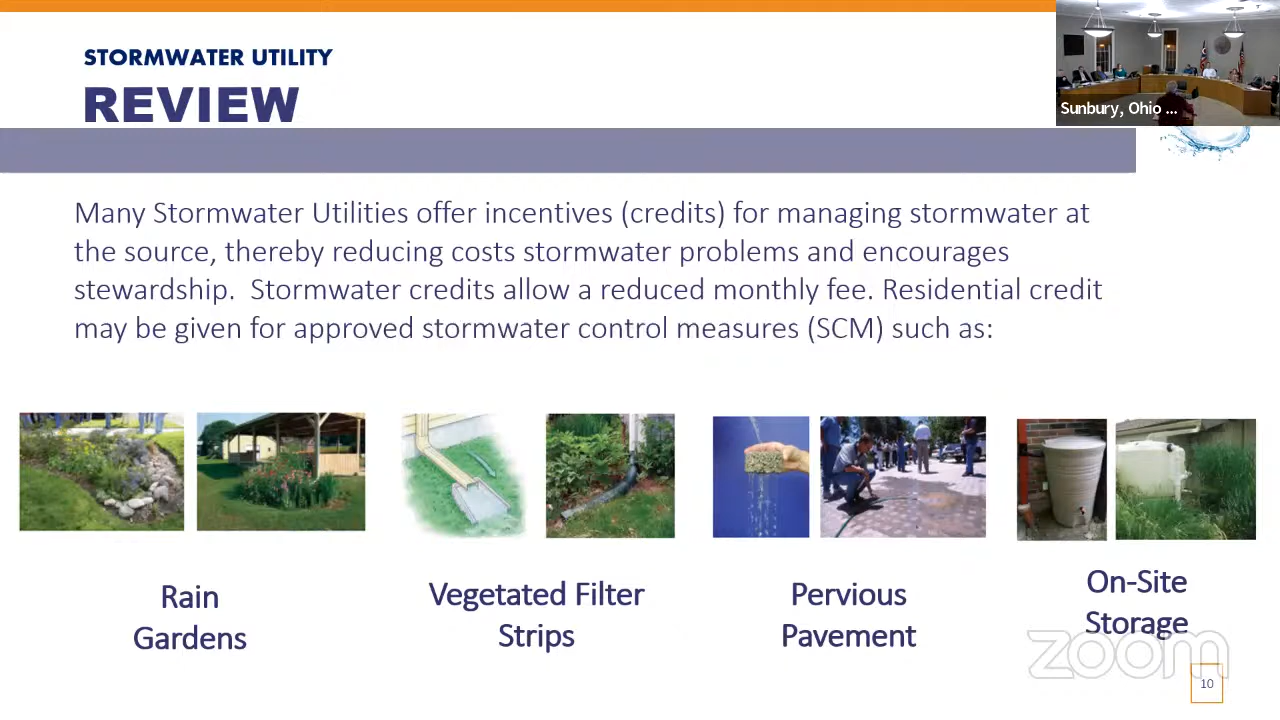 STORMWATER UTILITY
REVIEW
Sunbury, Ohio ...
Many Stormwater Utilities offer incentives (credits) for managing stormwater at
the source, thereby reducing costs stormwater problems and encourages
stewardship.  Stormwater credits allow a reduced monthly fee. Residential credit
may be given for approved stormwater control measures (SCM) such as:
Rain
Gardens
Vegetated Filter
Strips
Pervious
Pavement
On-Site
Storage
zoom
10